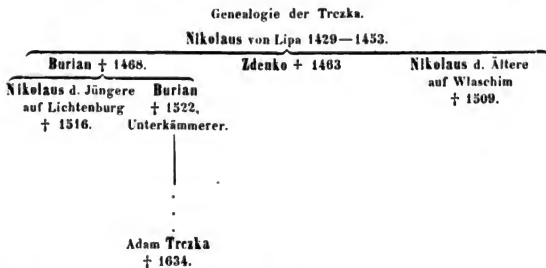 Genealogie der Trczka.
Nikolaus von Lipa 1429—1453.
Burian † 1468.
Zdenko + 1463
Nikolaus d. Ältere
auf Wlaschim
† 1509.
Nikolaus d. Jüngere
auf Lichtenburg
† 1516.
Burian
† 1522,
Unterkämmerer.
Adam Trczka
† 1634.